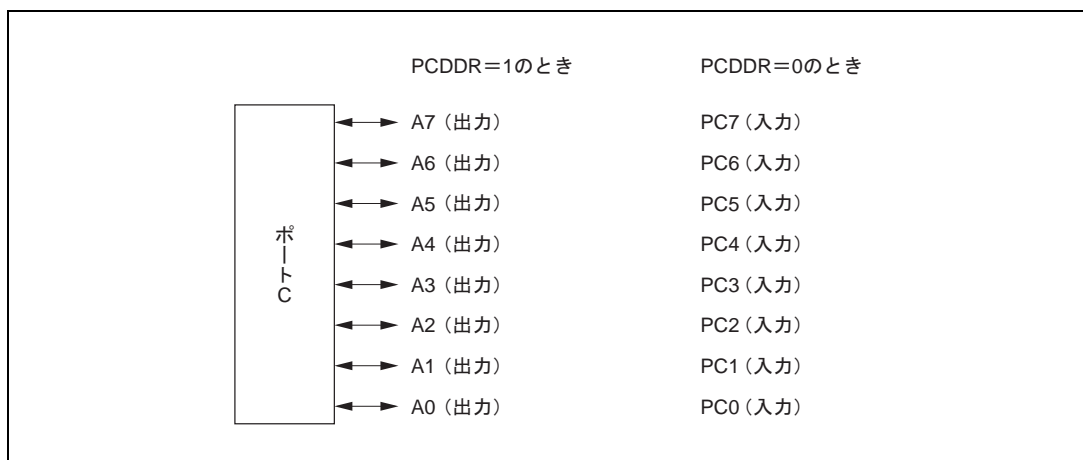 PCDDR=1のとき PCDDR=0のとき
A7（出力） PC7（入力）
A6（出力） PC6（入力）
A5（出力） PC5（入力）
ポートC
A4（出力） PC4（入力）
A3（出力） PC3（入力）
A2（出力） PC2（入力）
A1（出力） PC1（入力）
A0（出力） PC0（入力）